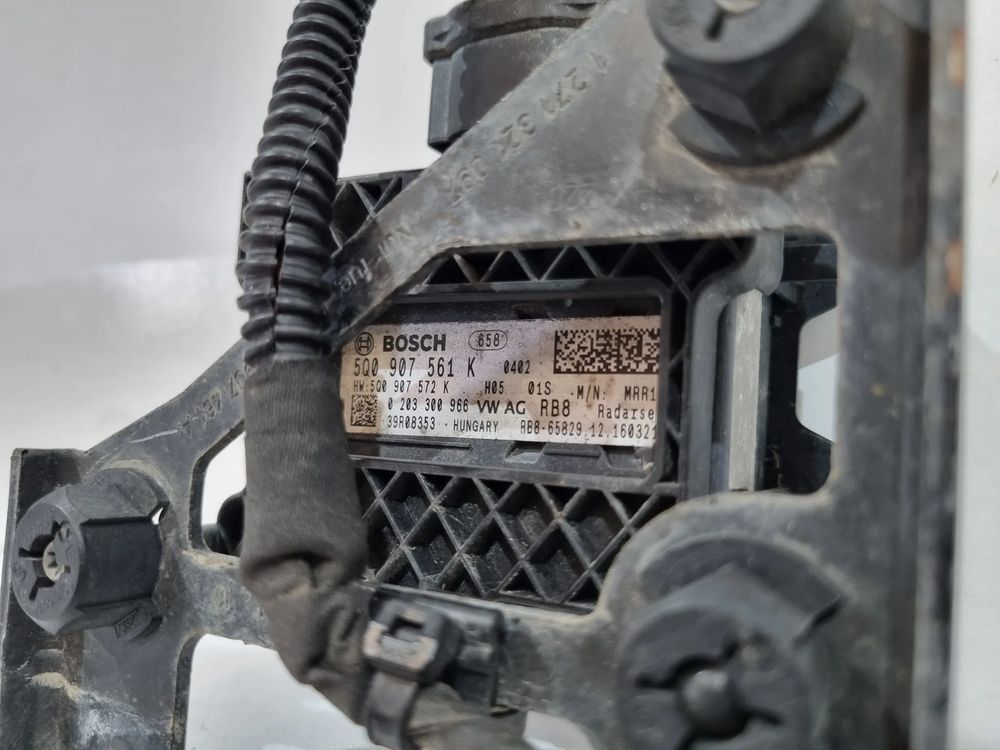 BOSCH 658
5Q0 907 561 K 0402
HW:5Q0 907 572 K H05 01S M/N: MRR1
0 203 300 966 VW AG RB8 Radarse
39R08353 · HUNGARY RB8-65829 12.160321